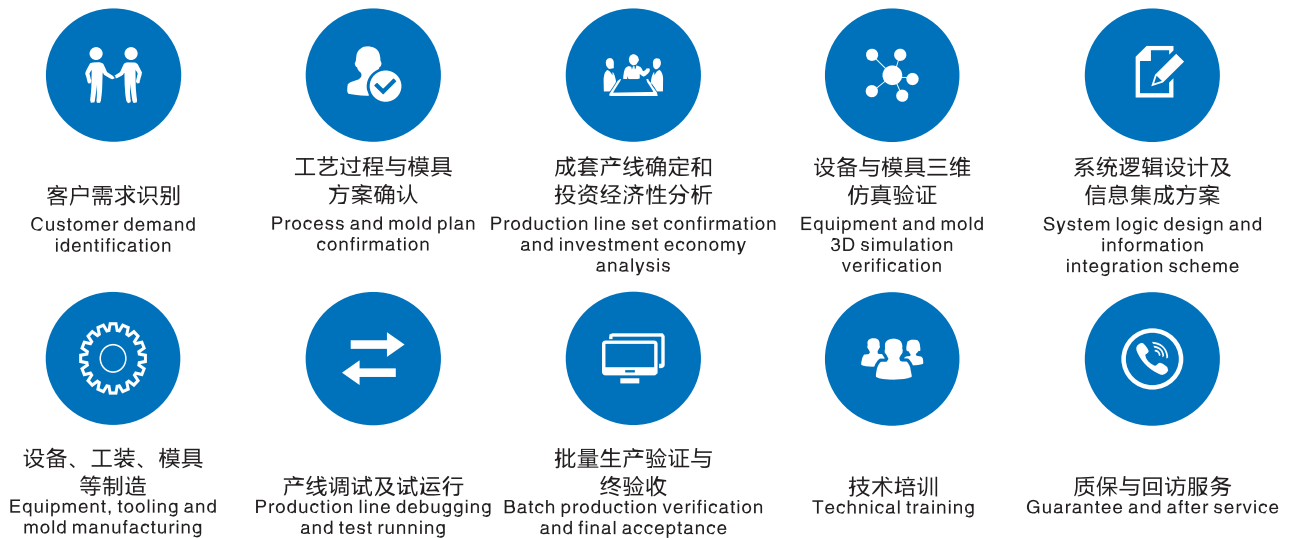 客户需求识别
Customer demand
identification
工艺过程与模具
方案确认
Process and mold plan
confirmation
成套产线确定和
投资经济性分析
Production line set confirmation
and investment economy
analysis
设备与模具三维
仿真验证
Equipment and mold
3D simulation
verification
系统逻辑设计及
信息集成方案
System logic design and
information
integration scheme
设备、工装、模具
等制造
Equipment, tooling and
mold manufacturing
产线调试及试运行
Production line debugging
and test running
批量生产验证与
终验收
Batch production verification
and final acceptance
技术培训
Technical training
质保与回访服务
Guarantee and after service